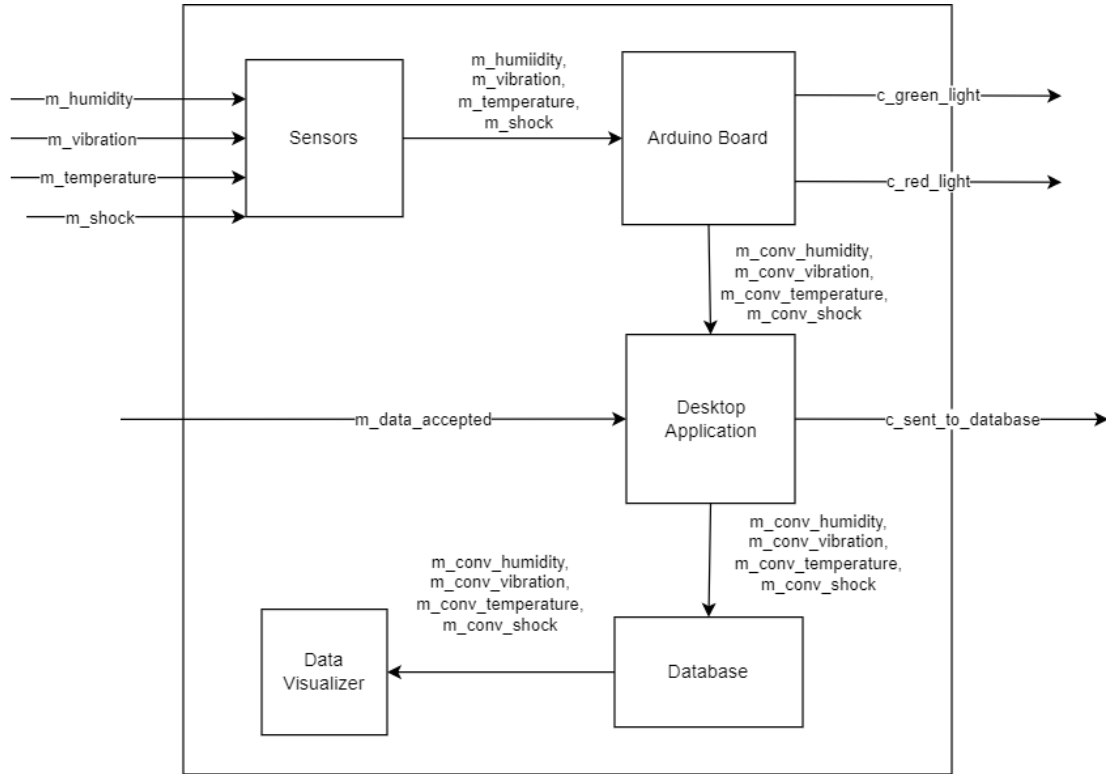 m_humidity
m_vibration
m_temperature
m_shock
Sensors
m_humiidity,
m_vibration,
m_temperature,
m_shock
Arduino Board
c_green_light
c_red_light
m_conv_humidity,
m_conv_vibration,
m_conv_temperature,
m_conv_shock
m_data_accepted
Desktop
Application
c_sent_to_database
m_conv_humidity,
m_conv_vibration,
m_conv_temperature,
m_conv_shock
m_conv_humidity,
m_conv_vibration,
m_conv_temperature,
m_conv_shock
Data
Visualizer
Database